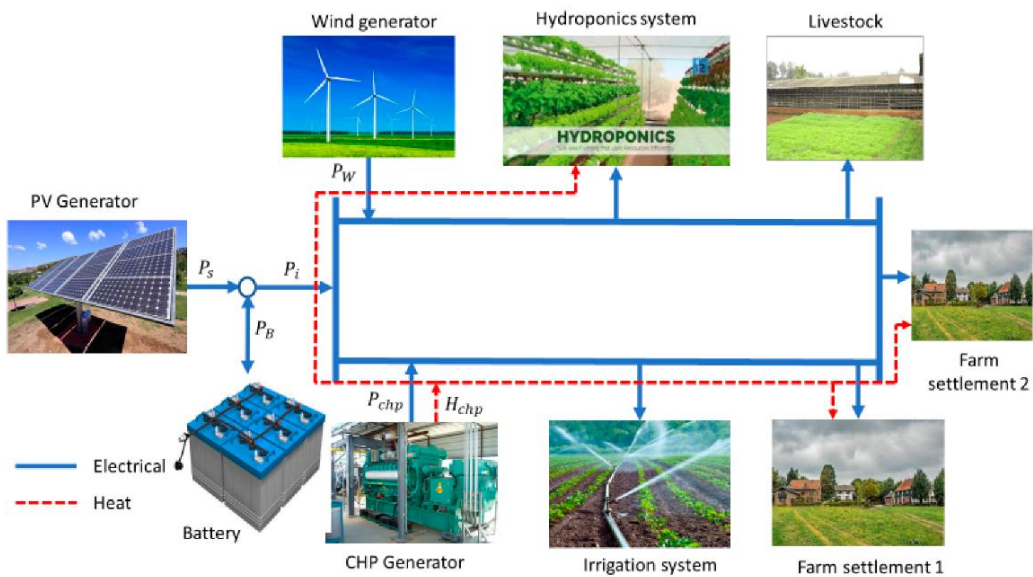 Wind generator
Hydroponics system
Livestock
HYDROPONICS
P_W
PV Generator
P_s
P_i
P_B
P_chp
H_chp
Farm
settlement 2
Electrical
Heat
Battery
CHP Generator
Irrigation system
Farm settlement 1